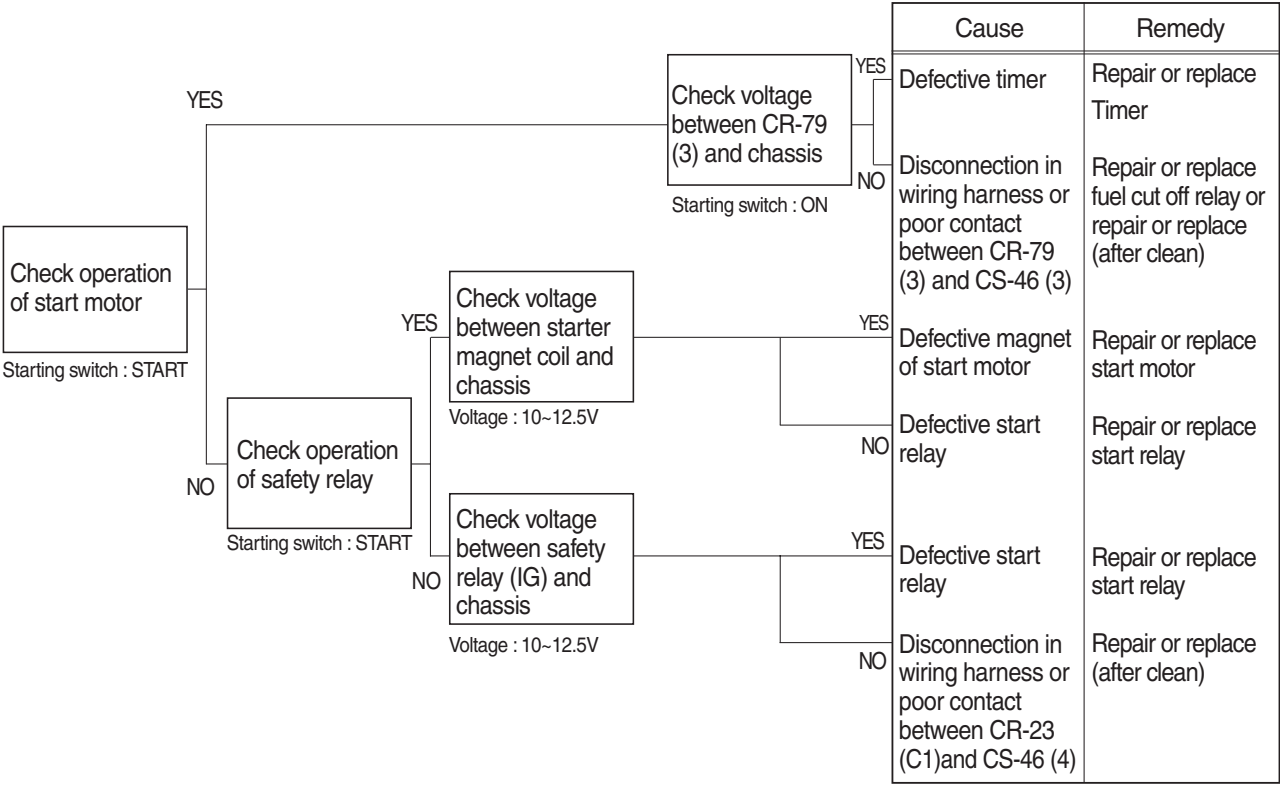 Cause
Remedy
YES
Check voltage
between CR-79
(3) and chassis
Starting switch : ON
YES
Defective timer
Repair or replace
Timer
NO
Disconnection in
wiring harness or
poor contact
between CR-79
(3) and CS-46 (3)
Repair or replace
fuel cut off relay or
repair or replace
(after clean)
Check operation
of start motor
Starting switch : START
YES
Check voltage
between starter
magnet coil and
chassis
Voltage : 10~12.5V
YES
Defective magnet
of start motor
Repair or replace
start motor
NO
Defective start
relay
Repair or replace
start relay
NO
Check operation
of safety relay
Starting switch : START
NO
Check voltage
between safety
relay (IG) and
chassis
Voltage : 10~12.5V
YES
Defective start
relay
Repair or replace
start relay
NO
Disconnection in
wiring harness or
poor contact
between CR-23
(C1)and CS-46 (4)
Repair or replace
(after clean)